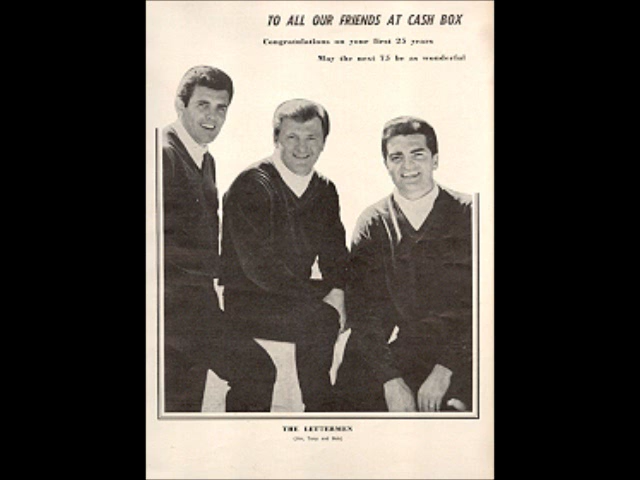 TO ALL OUR FRIENDS AT CASH BOX
Congratulations on your first 25 years
May the next 75 be as wonderful
THE LETTERMEN
(Jim, Tony and Bob)